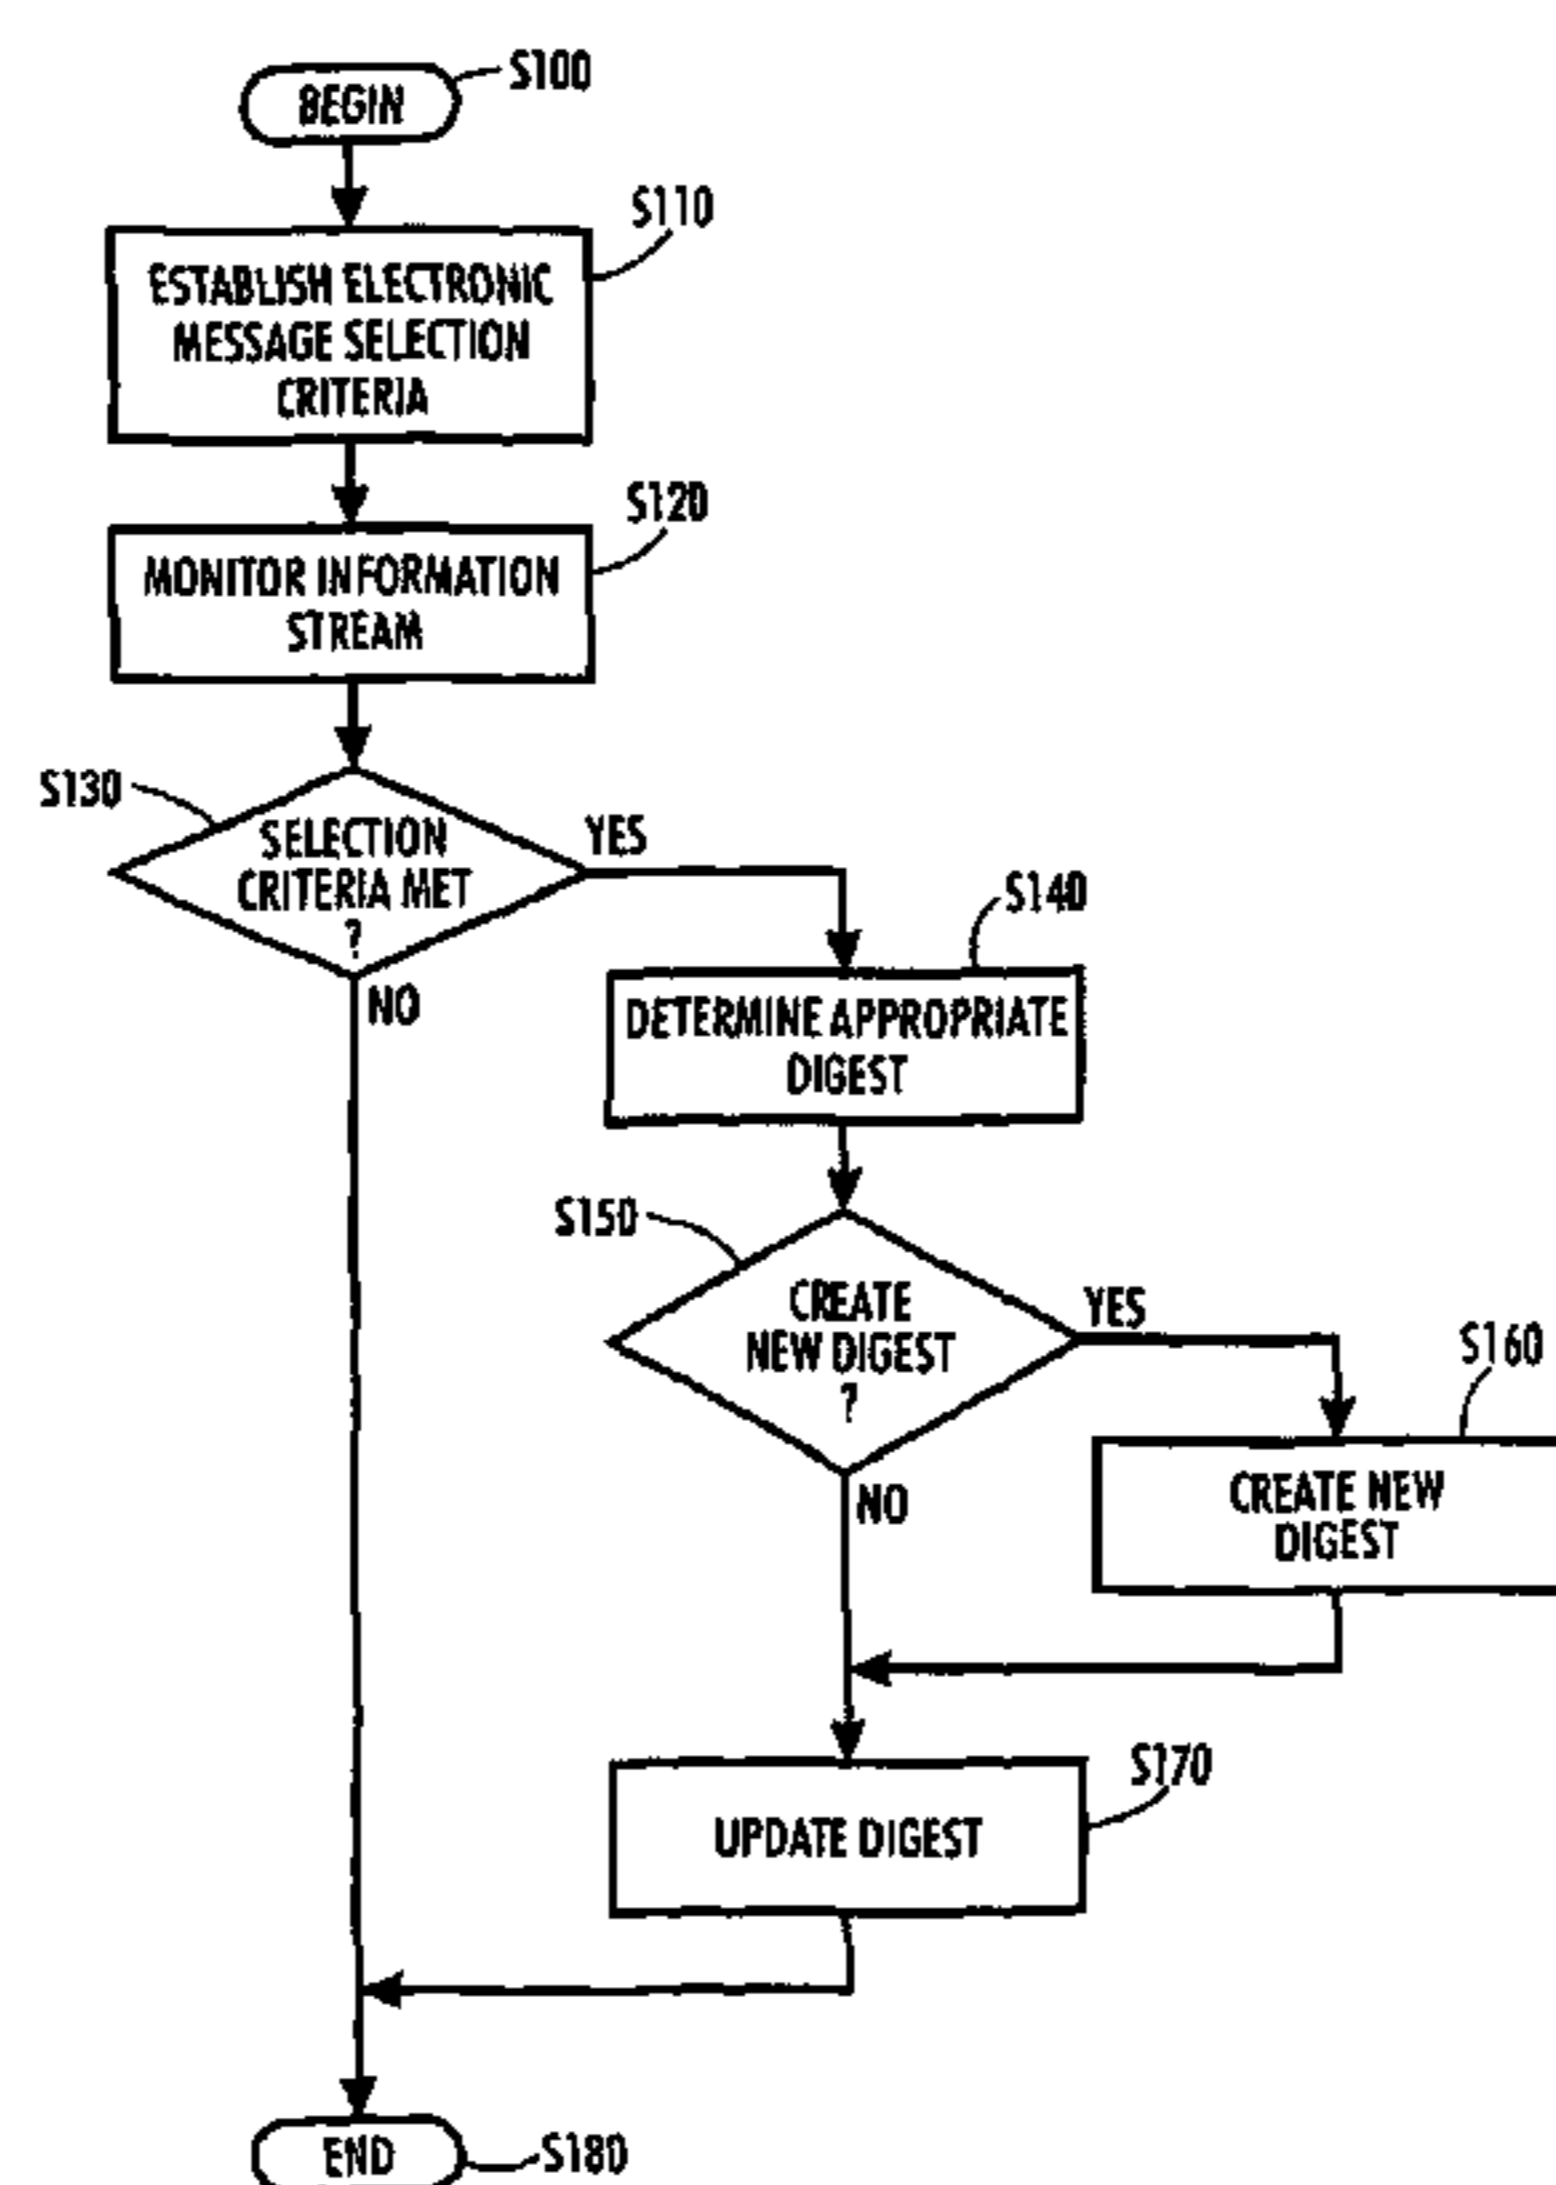 BEGIN
S100
S110
ESTABLISH ELECTRONIC
MESSAGE SELECTION
CRITERIA
S120
MONITOR INFORMATION
STREAM
S130
SELECTION
CRITERIA MET
?
YES
NO
S140
DETERMINE APPROPRIATE
DIGEST
S150
CREATE
NEW DIGEST
?
YES
NO
S160
CREATE NEW
DIGEST
S170
UPDATE DIGEST
END
S180